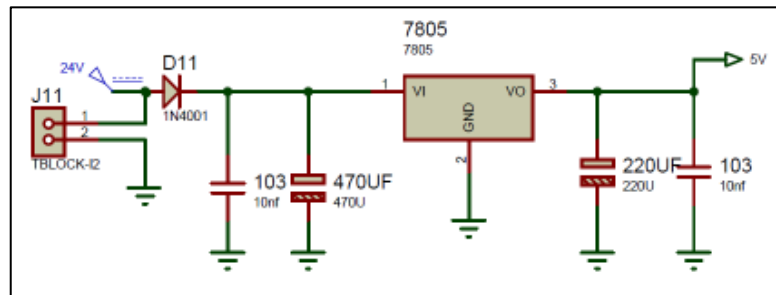 7805
7805
24V
D11
1N4001
J11
1
2
TBLOCK-I2
1
VI
VO
3
GND
2
5V
103
10nf
470UF
470U
220UF
220U
103
10nf